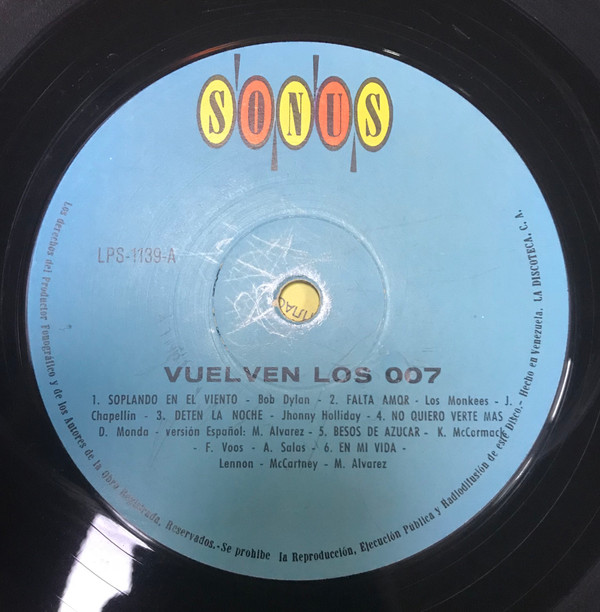 SONUS
LPS-1139-A
VUELVEN LOS 007
1. SOPLANDO EN EL VIENTO - Bob Dylan - 2. FALTA AMOR - Los Monkees - J.
Chapellin - 3. DETEN LA NOCHE - Jhonny Holliday - 4. NO QUIERO VERTE MAS
D. Monda - versión Español: M. Alvarez - 5. BESOS DE AZUCAR - K. McCormack
- F. Voos - A. Salas - 6. EN MI VIDA -
Lennon - McCartney - M. Alvarez
Los derechos del Productor Fonográfico y de los Autores de la Obra Registrada, Reservados.-Se prohibe la Reproducción, Ejecución Pública y Radiodifusión de este Disco.- Hecho en Venezuela. LA DISCOTECA, C. A.